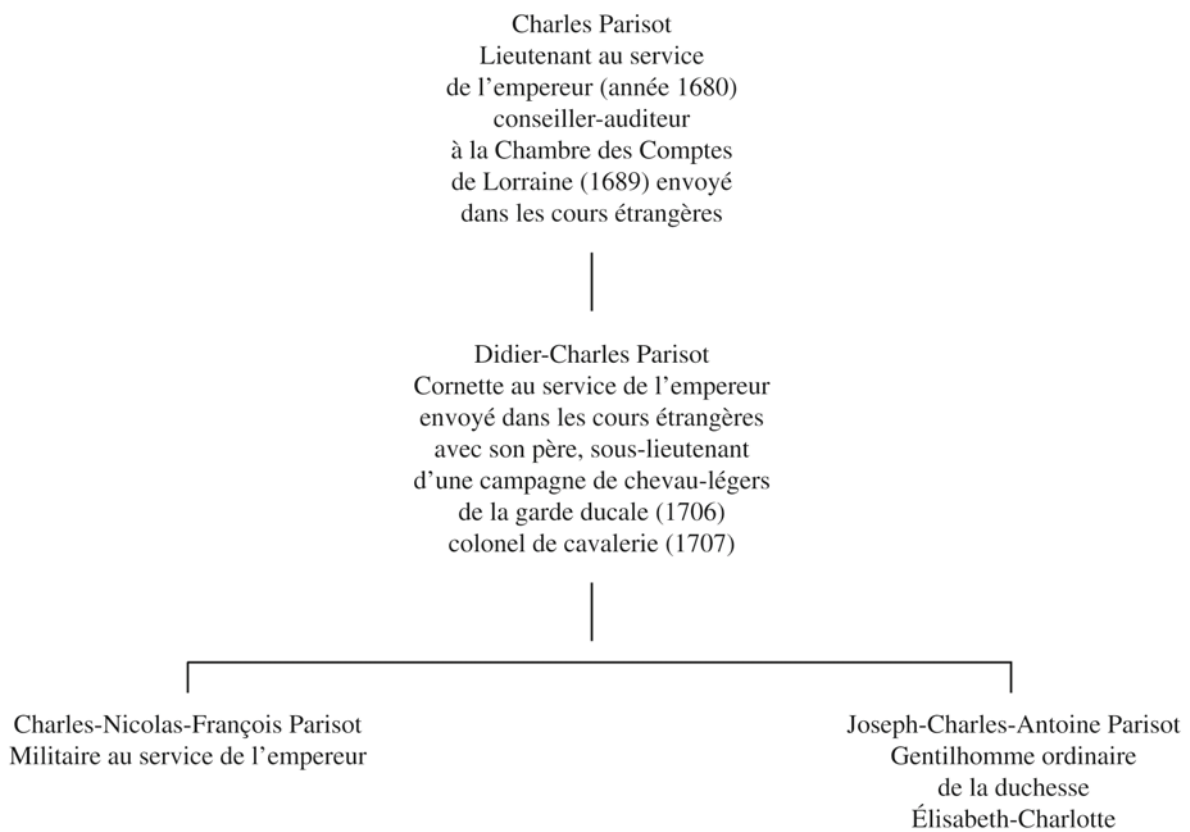 Charles Parisot
Lieutenant au service
de l’empereur (année 1680)
conseiller-auditeur
à la Chambre des Comptes
de Lorraine (1689) envoyé
dans les cours étrangères
Didier-Charles Parisot
Cornette au service de l’empereur
envoyé dans les cours étrangères
avec son père, sous-lieutenant
d’une campagne de chevau-légers
de la garde ducale (1706)
colonel de cavalerie (1707)
Charles-Nicolas-François Parisot
Militaire au service de l’empereur
Joseph-Charles-Antoine Parisot
Gentilhomme ordinaire
de la duchesse
Élisabeth-Charlotte